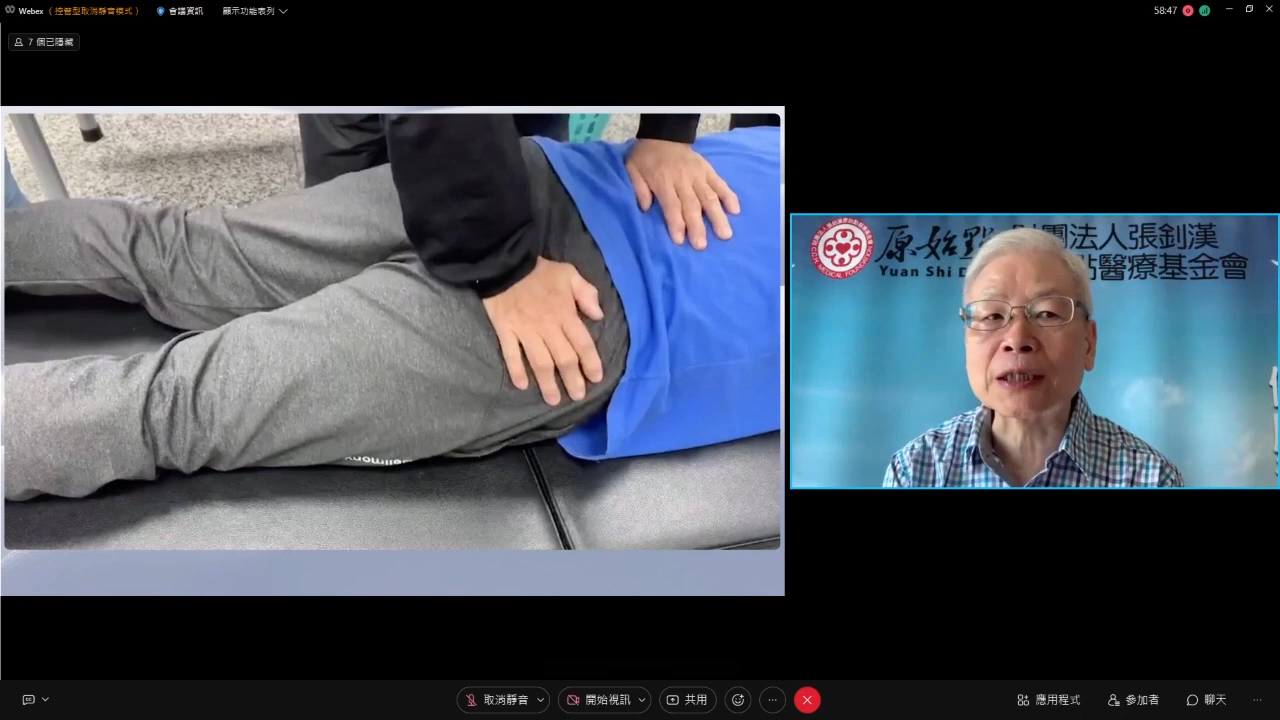 Webex (控管型取消靜音模式) 會議資訊 顯示功能表列 58:47
7 個已隱藏
原始點 財團法人張釗漢
Yuan Shi 點醫療基金會
取消靜音 開始視訊 共用 應用程式 參加者 聊天